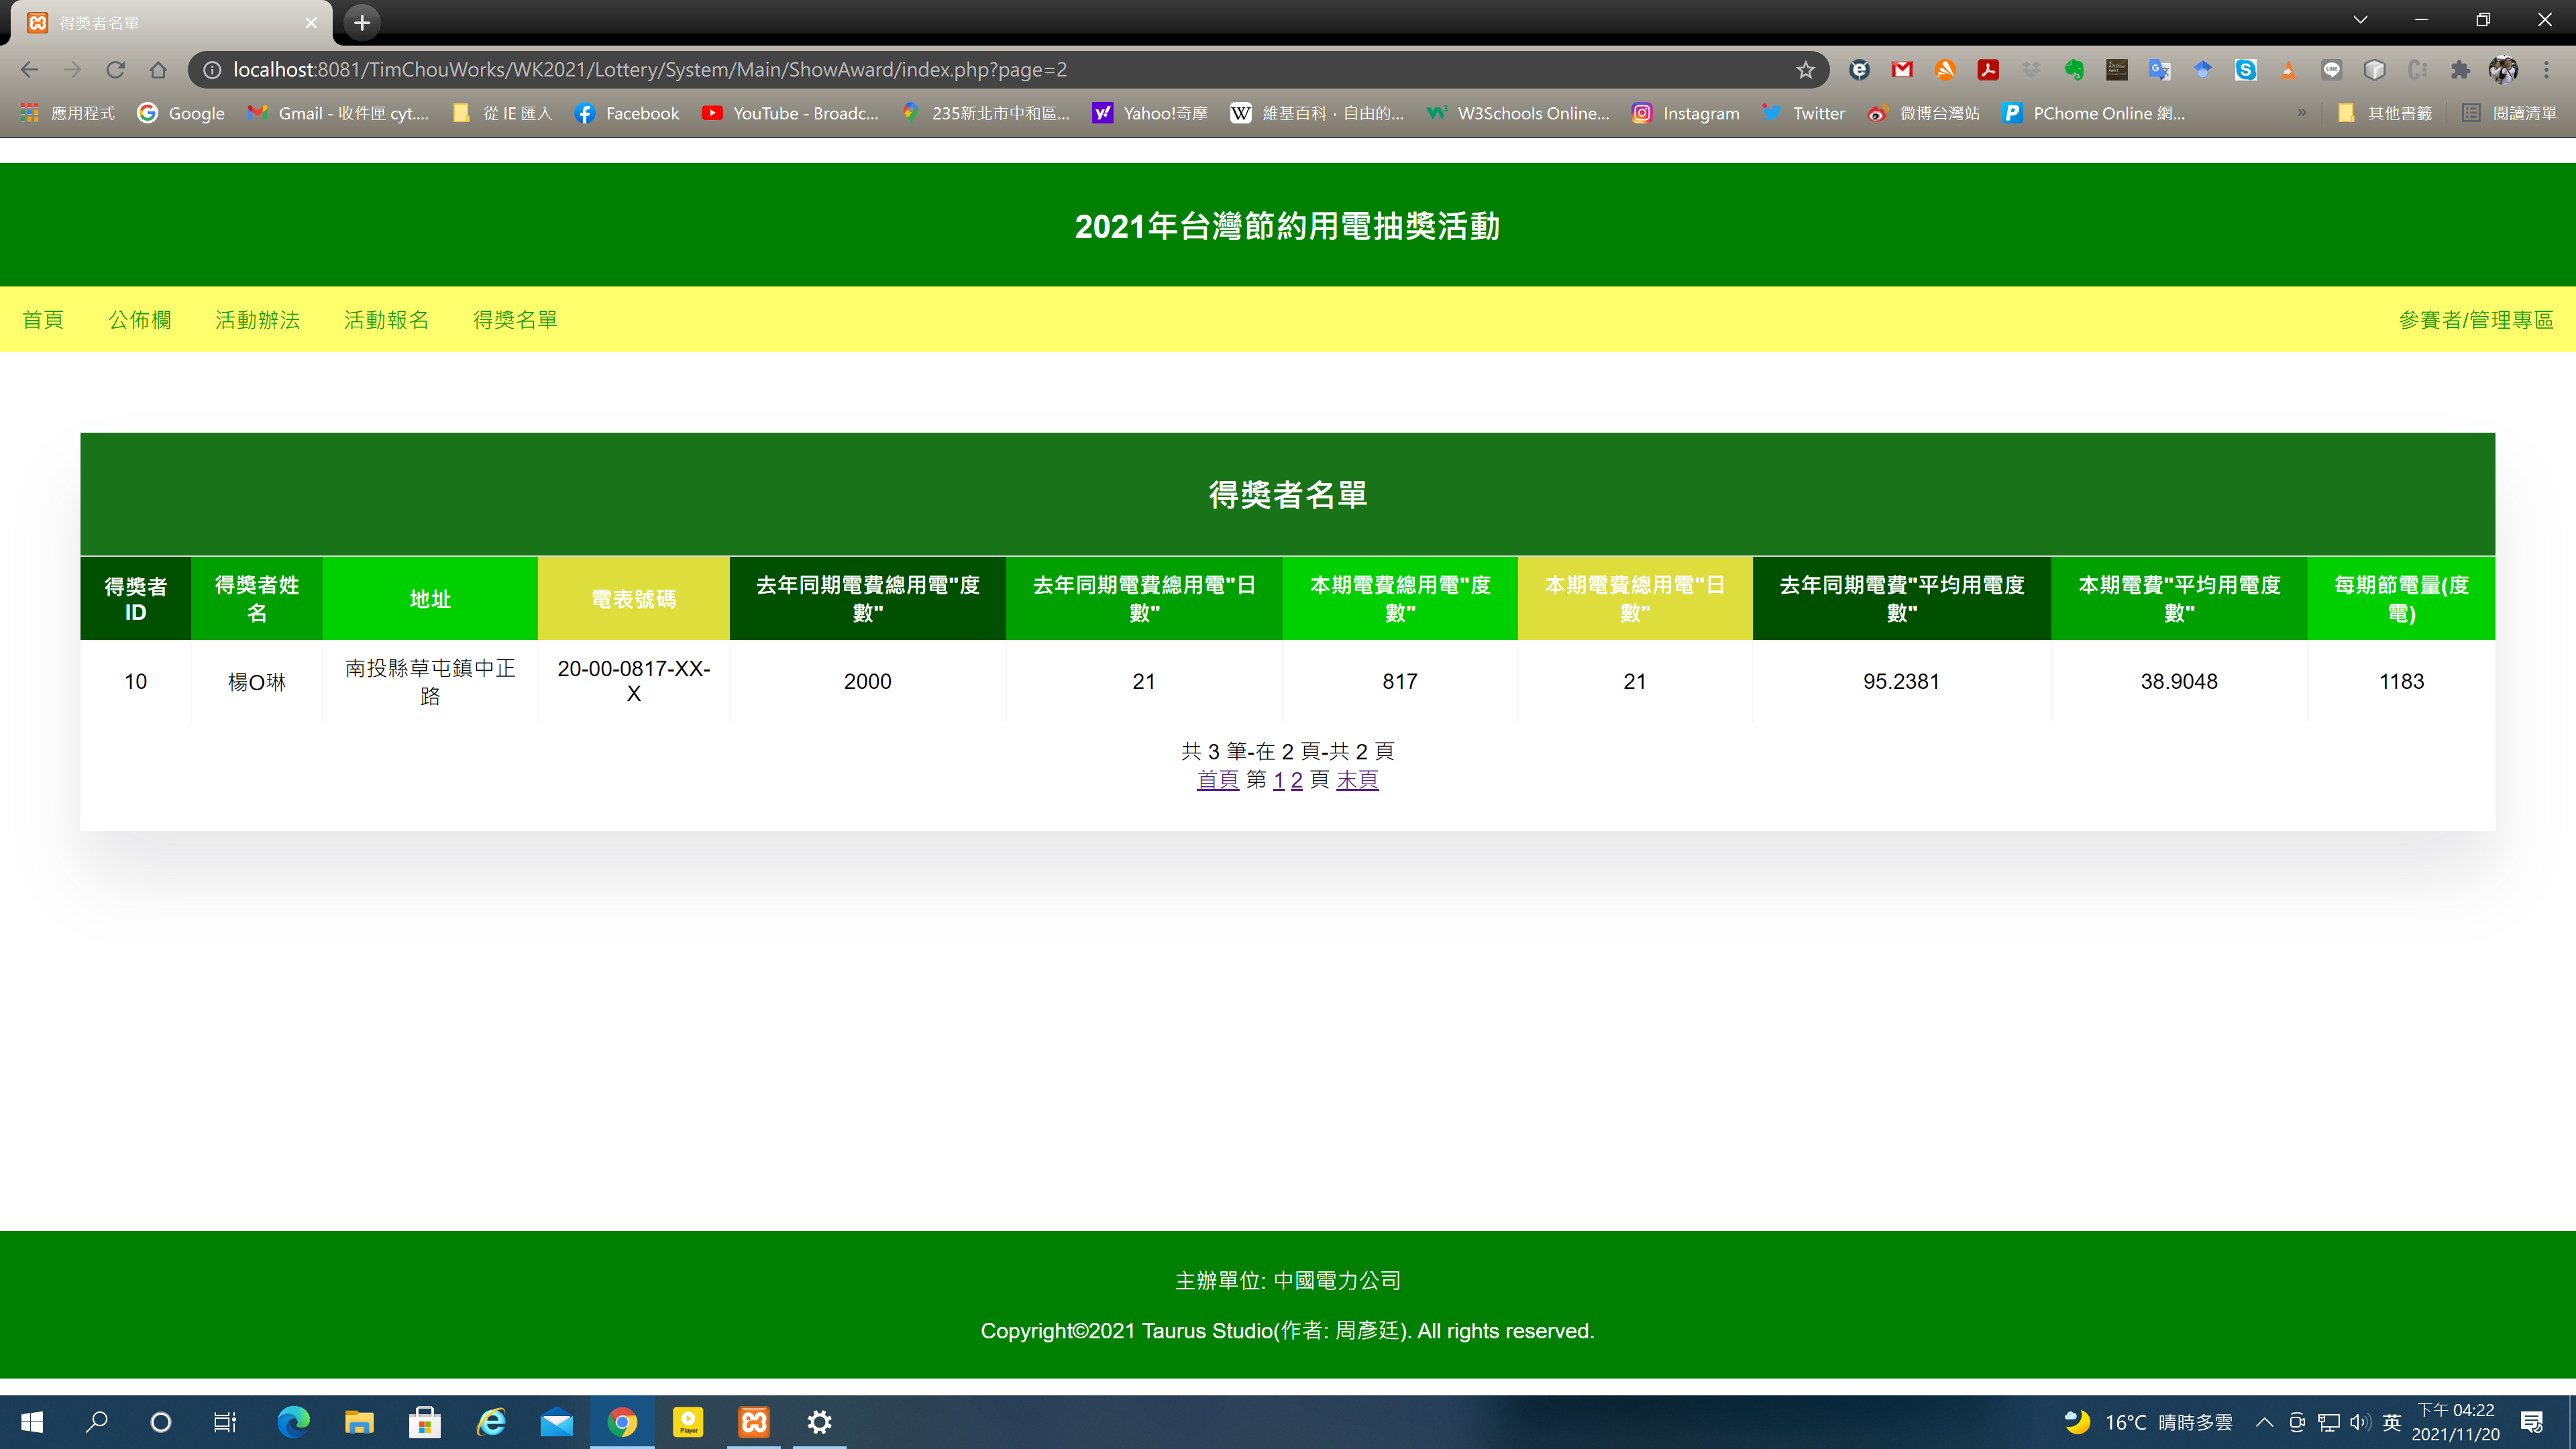 得獎者名單
localhost:8081/TimChouWorks/WK2021/Lottery/System/Main/ShowAward/index.php?page=2
應用程式 Google Gmail - 收件匣 cyt.... 從 IE 匯入 Facebook YouTube - Broadc... 235新北市中和區... Yahoo!奇摩 維基百科，自由的... W3Schools Online... Instagram Twitter 微博台灣站 PChome Online 網... » 其他書籤 閱讀清單
2021年台灣節約用電抽獎活動
首頁 公佈欄 活動辦法 活動報名 得獎名單 參賽者/管理專區
得獎者名單
得獎者 得獎者姓 地址 電表號碼 去年同期電費總用電"度 去年同期電費總用電"日 本期電費總用電"度 本期電費總用電"日 去年同期電費"平均用電度 本期電費"平均用電度 每期節電量(度
ID 名 數" 數" 數" 數" 數" 數" 電)
10 楊O琳 南投縣草屯鎮中正 20-00-0817-XX- 2000 21 817 21 95.2381 38.9048 1183
路 X
共 3 筆-在 2 頁-共 2 頁
首頁 第 1 2 頁 末頁
主辦單位: 中國電力公司
Copyright©2021 Taurus Studio(作者: 周彥廷). All rights reserved.
16°C 晴時多雲 英 下午 04:22
2021/11/20